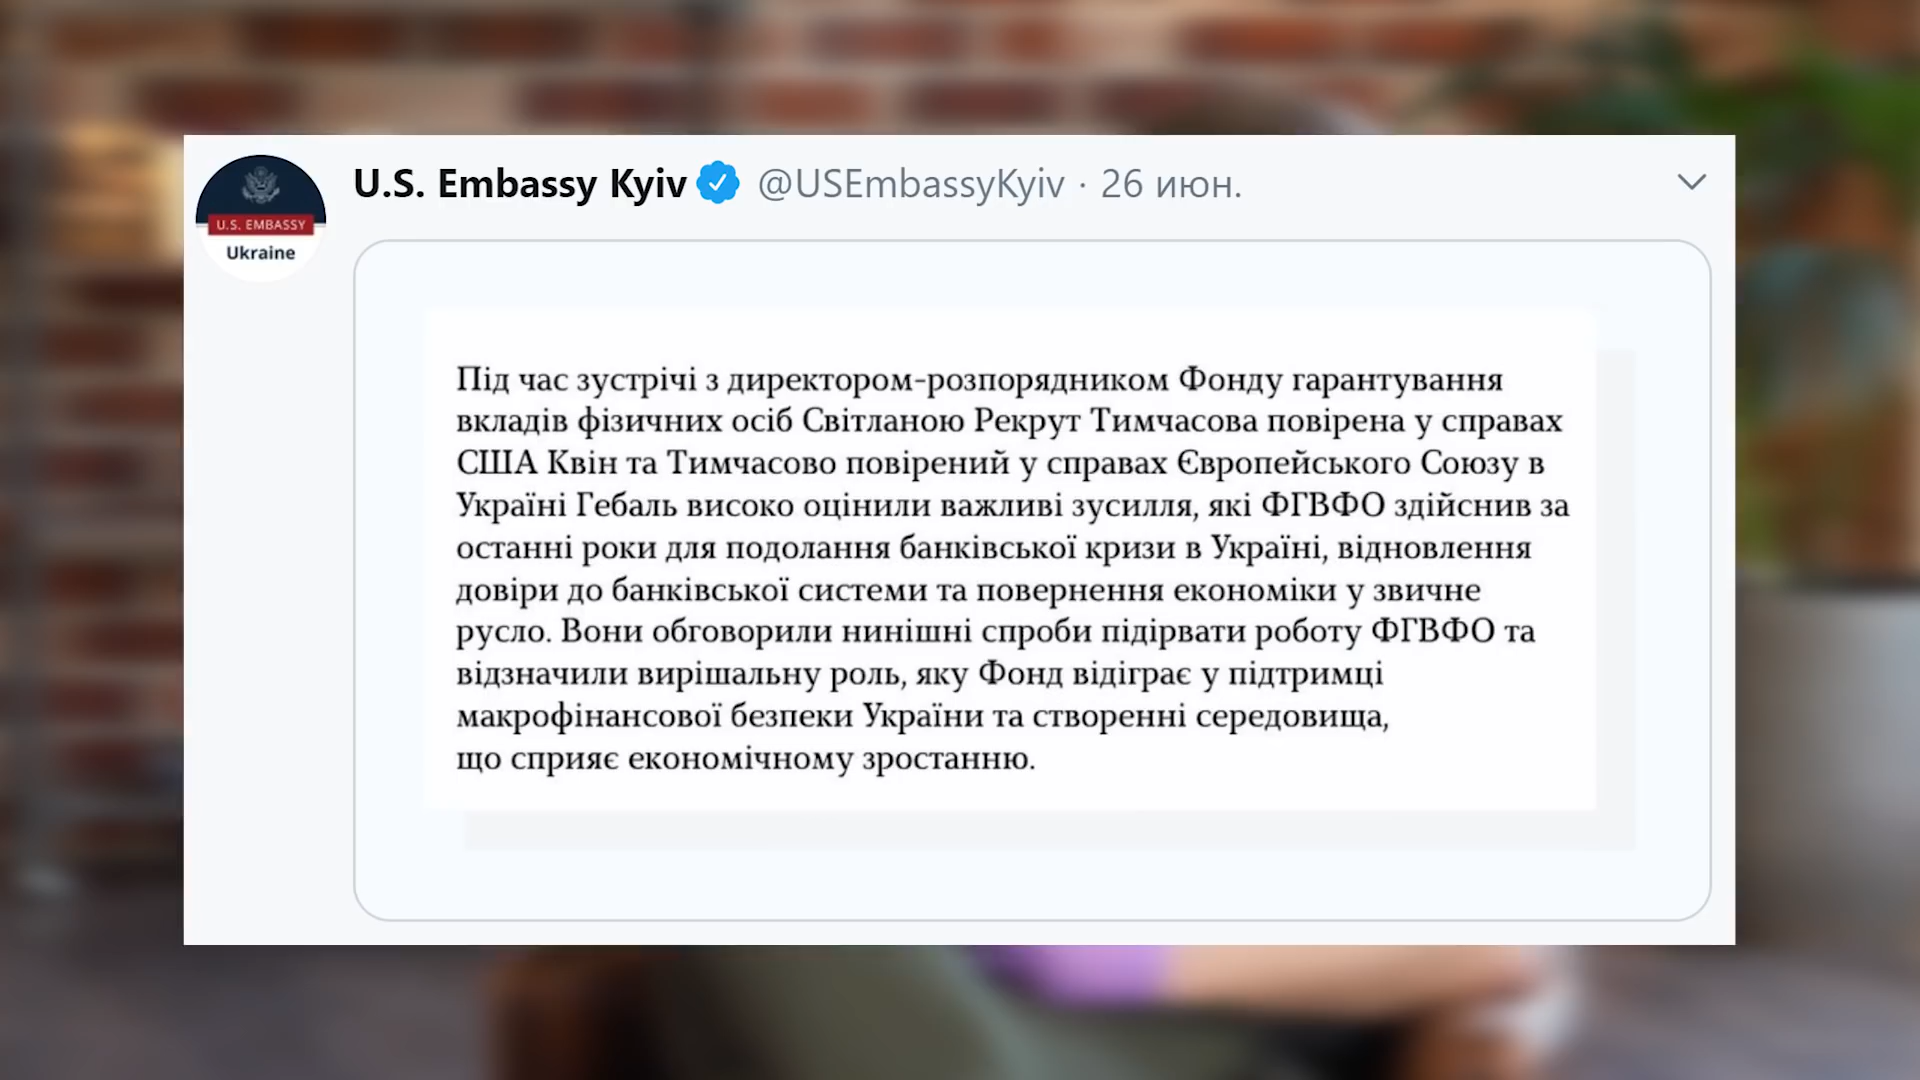 U.S. Embassy Kyiv @USEmbassyKyiv · 26 июн.
U.S. EMBASSY
Ukraine
Під час зустрічі з директором-розпорядником Фонду гарантування
вкладів фізичних осіб Світланою Рекрут Тимчасова повірена у справах
США Квін та Тимчасово повірений у справах Європейського Союзу в
Україні Гебаль високо оцінили важливі зусилля, які ФГВФО здійснив за
останні роки для подолання банківської кризи в Україні, відновлення
довіри до банківської системи та повернення економіки у звичне
русло. Вони обговорили нинішні спроби підірвати роботу ФГВФО та
відзначили вирішальну роль, яку Фонд відіграє у підтримці
макрофінансової безпеки України та створенні середовища,
що сприяє економічному зростанню.